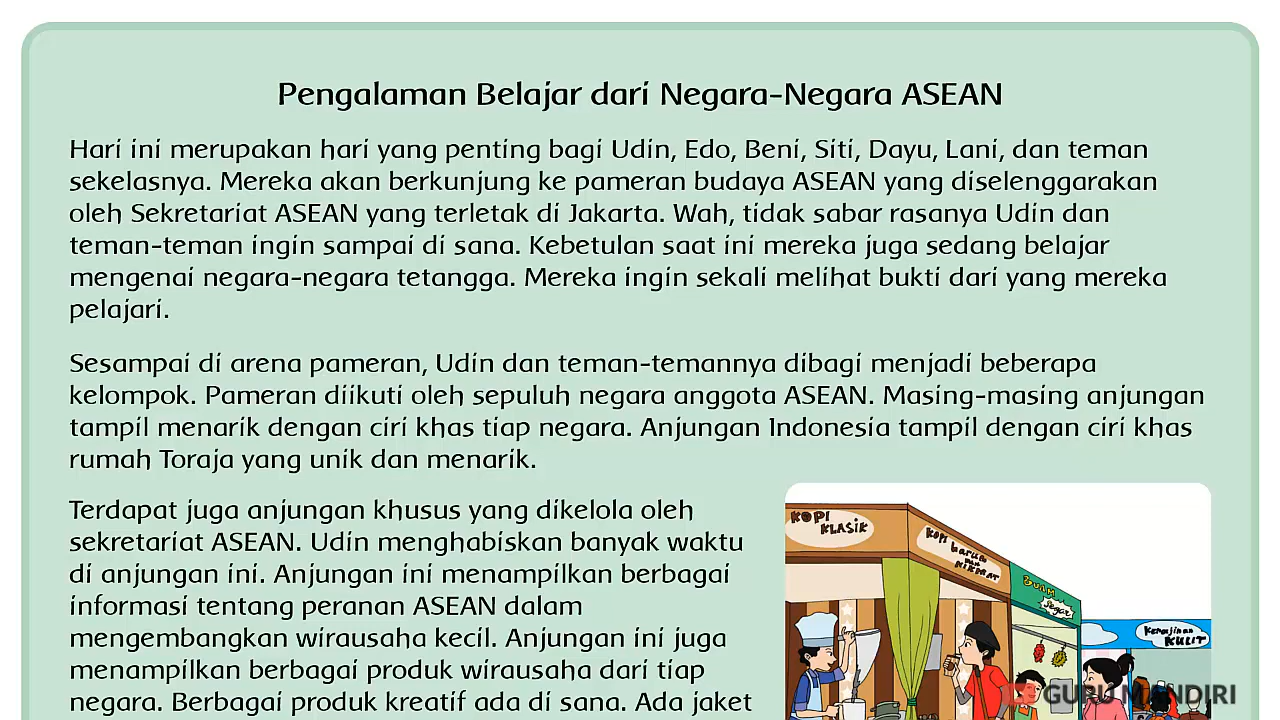 Pengalaman Belajar dari Negara-Negara ASEAN
Hari ini merupakan hari yang penting bagi Udin, Edo, Beni, Siti, Dayu, Lani, dan teman
sekelasnya. Mereka akan berkunjung ke pameran budaya ASEAN yang diselenggarakan
oleh Sekretariat ASEAN yang terletak di Jakarta. Wah, tidak sabar rasanya Udin dan
teman-teman ingin sampai di sana. Kebetulan saat ini mereka juga sedang belajar
mengenai negara-negara tetangga. Mereka ingin sekali melihat bukti dari yang mereka
pelajari.
Sesampai di arena pameran, Udin dan teman-temannya dibagi menjadi beberapa
kelompok. Pameran diikuti oleh sepuluh negara anggota ASEAN. Masing-masing anjungan
tampil menarik dengan ciri khas tiap negara. Anjungan Indonesia tampil dengan ciri khas
rumah Toraja yang unik dan menarik.
Terdapat juga anjungan khusus yang dikelola oleh
sekretariat ASEAN. Udin menghabiskan banyak waktu
di anjungan ini. Anjungan ini menampilkan berbagai
informasi tentang peranan ASEAN dalam
mengembangkan wirausaha kecil. Anjungan ini juga
menampilkan berbagai produk wirausaha dari tiap
negara. Berbagai produk kreatif ada di sana. Ada jaket
KOPI
KLASIK
KOPI harum
DAN
NIKMAT
BUAH
Segar
Kerajinan
KULIT
GURU MANDIRI